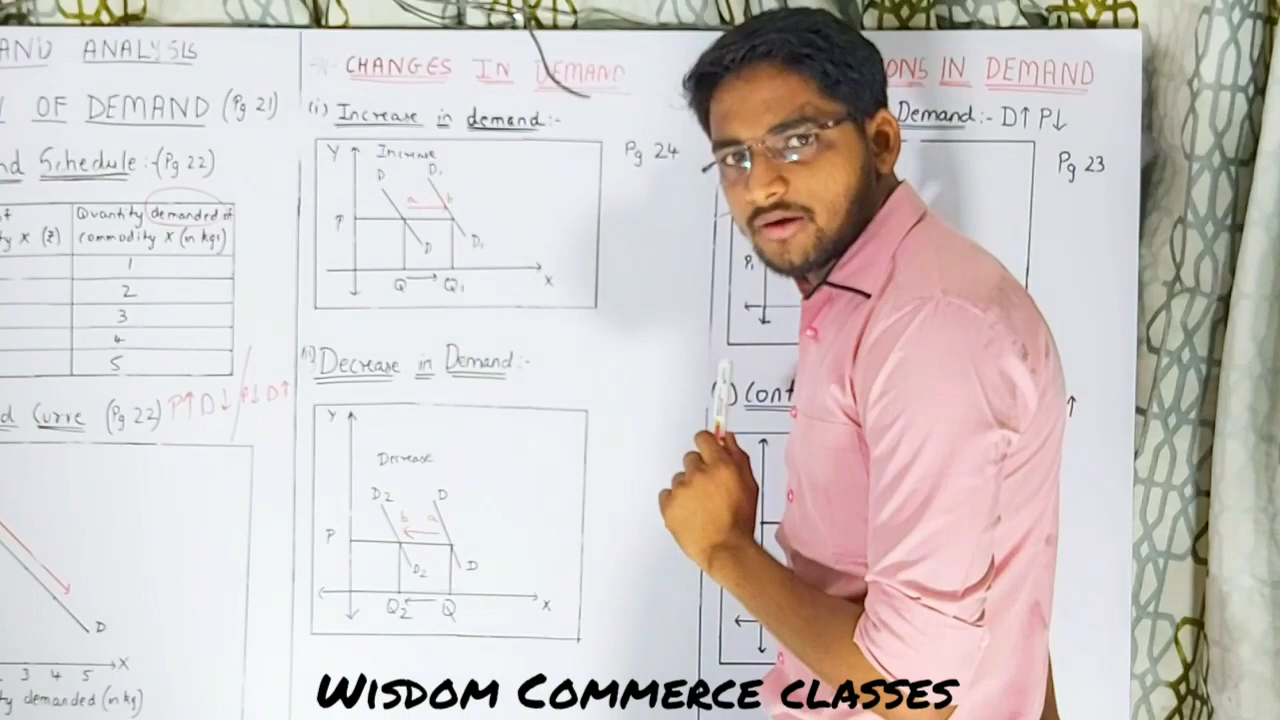 AND ANALYSIS
OF DEMAND (Pg 21)
Schedule:-(Pg 22)
(₹)
Quantity demanded of
commodity X (in kgs)
1
2
3
4
5
Curve (Pg 22) P↑D↓ / P↓ D↑
D
X
3 4 5
demanded (in kg)
CHANGES IN DEMAND
(i) Increase in demand:-
Pg 24
Y Increase
D D1
a b
P
D D1
Q → Q1 X
(ii) Decrease in Demand:-
Y
Decrease
D2 D
b a
P
D2 D
Q2 ← Q X
ONS IN DEMAND
Demand:- D↑ P↓
Pg 23
P1
Cont
↑
WISDOM COMMERCE CLASSES